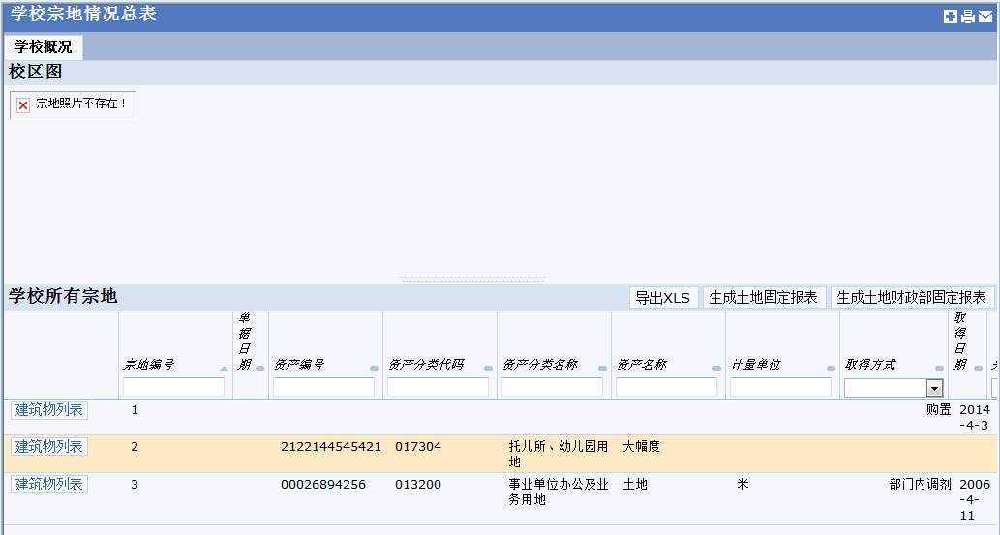 学校宗地情况总表
学校概况
校区图
宗地照片不存在！
学校所有宗地 导出XLS 生成土地固定报表 生成土地财政部固定报表
宗地编号 单据日期 资产编号 资产分类代码 资产分类名称 资产名称 计量单位 取得方式 取得日期
建筑物列表 1 购置 2014-4-3
建筑物列表 2 2122144545421 017304 托儿所、幼儿园用地 大幅度
建筑物列表 3 00026894256 013200 事业单位办公及业务用地 土地 米 部门内调剂 2006-4-11